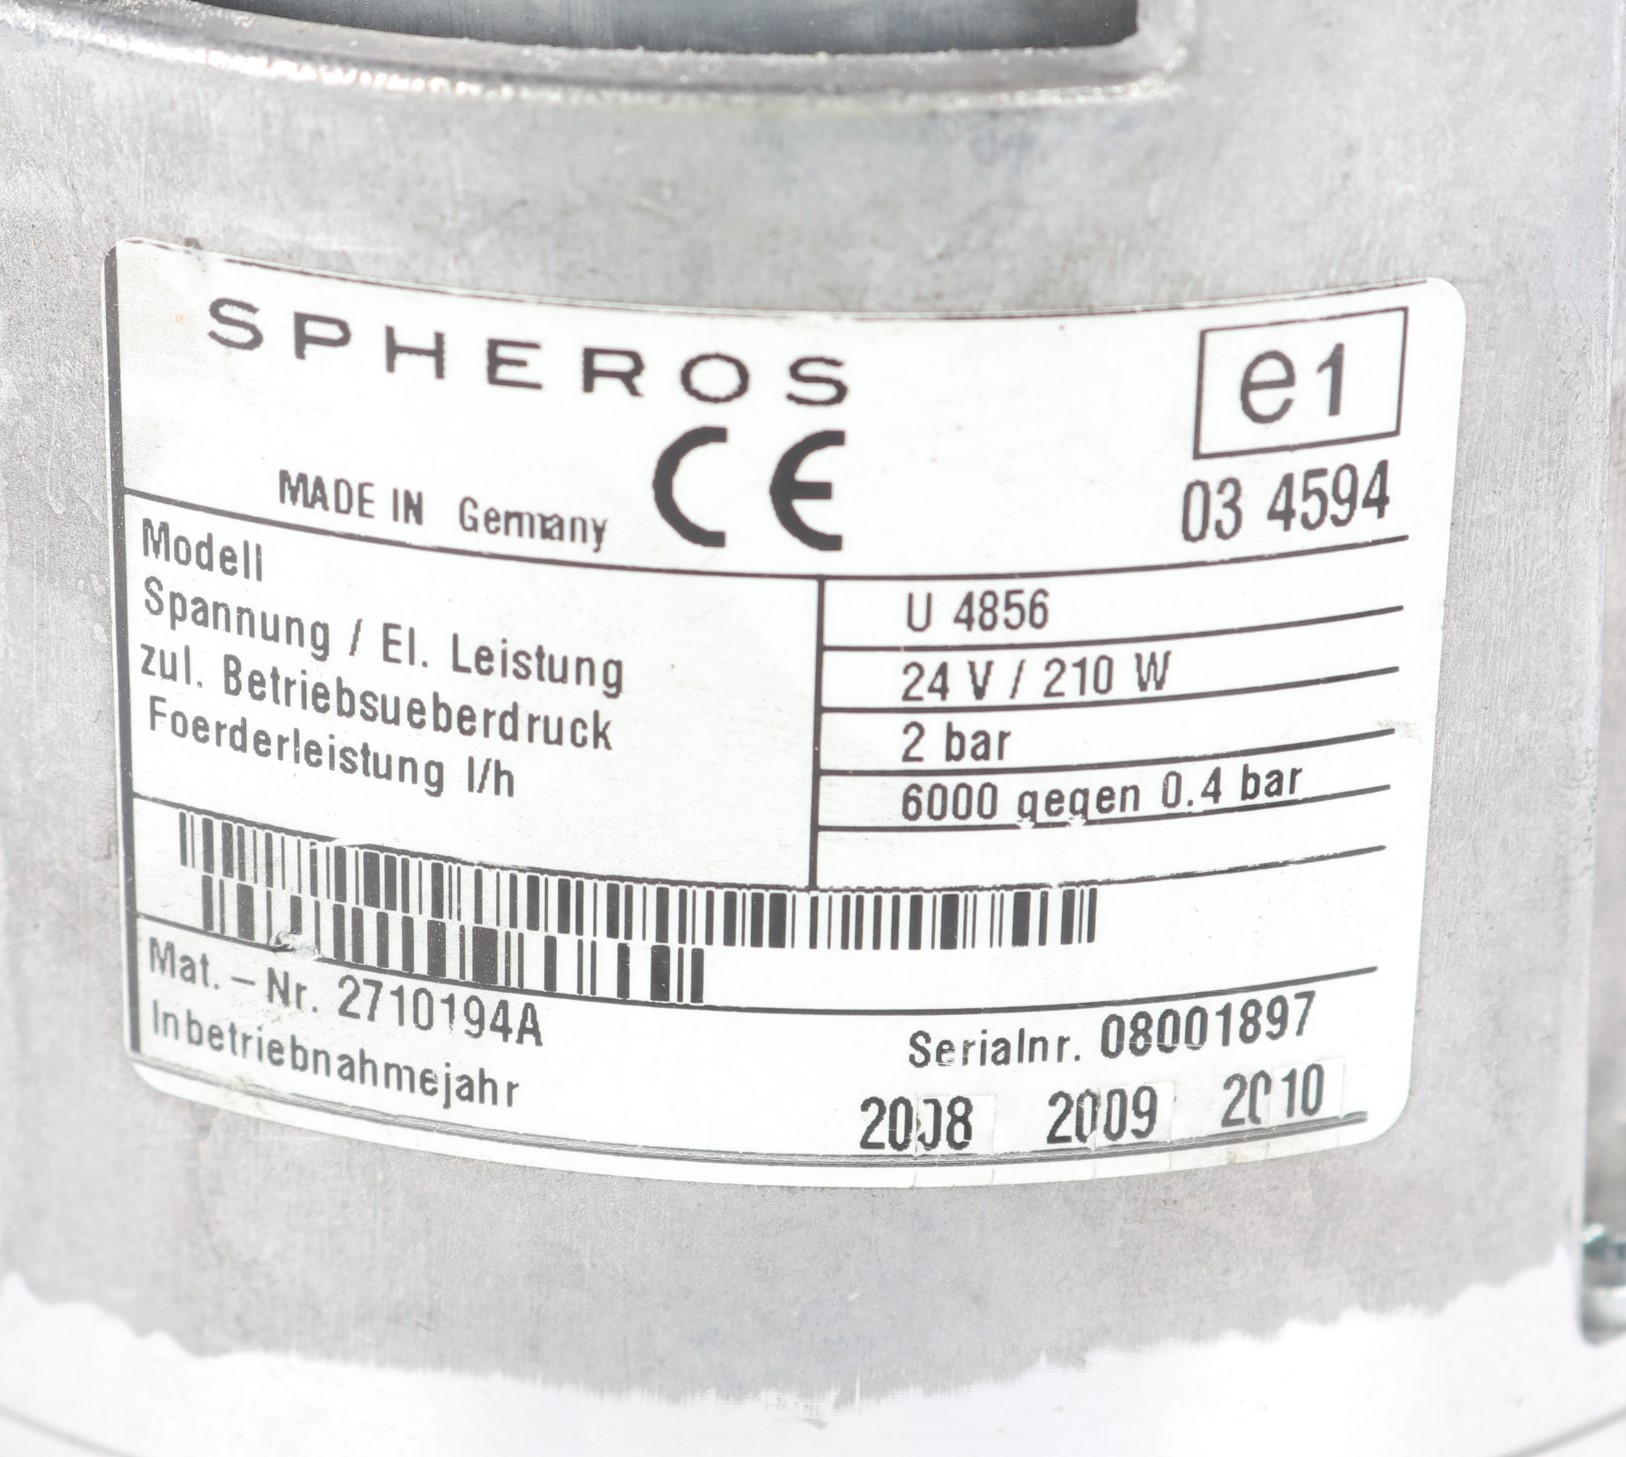 SPHEROS
e1
MADE IN Germany CE
03 4594
Modell U 4856
Spannung / El. Leistung 24 V / 210 W
zul. Betriebsueberdruck 2 bar
Foerderleistung l/h 6000 gegen 0.4 bar
Mat. - Nr. 2710194A Serialnr. 08001897
Inbetriebnahmejahr 2008 2009 2010